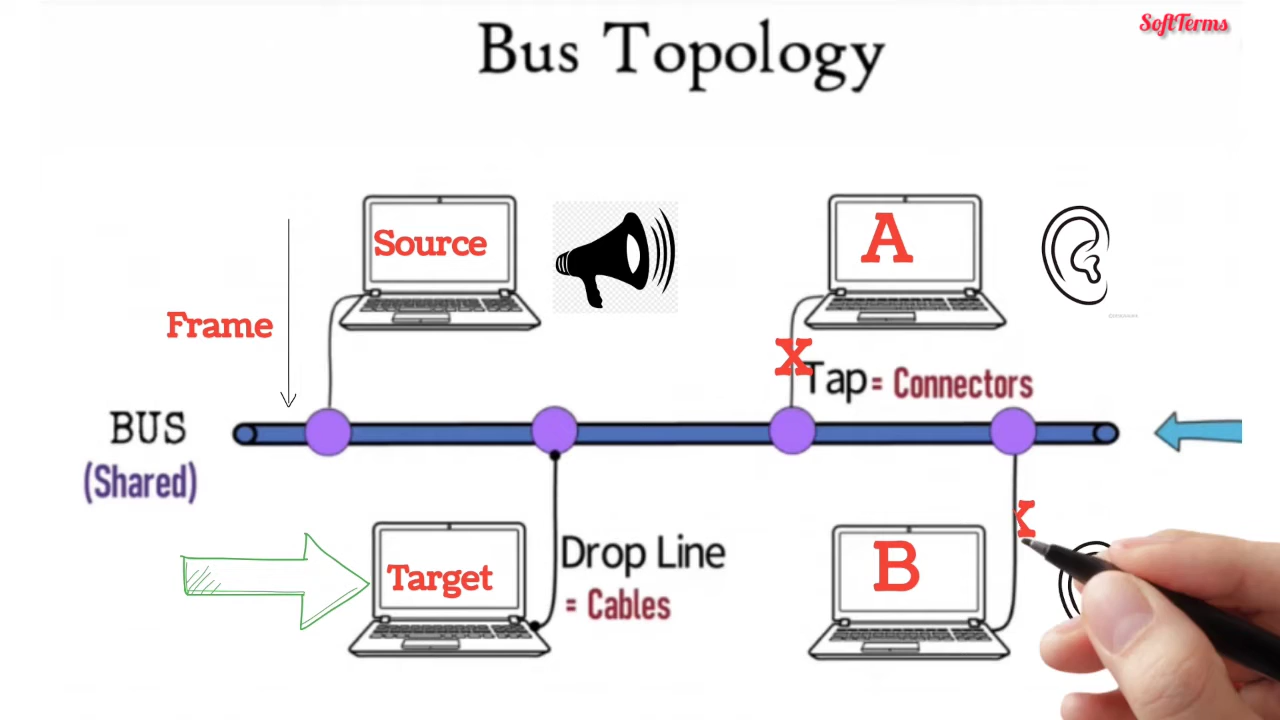 SoftTerms
Bus Topology
Source
A
Frame
X
Tap = Connectors
BUS
(Shared)
Target
Drop Line
= Cables
B
X